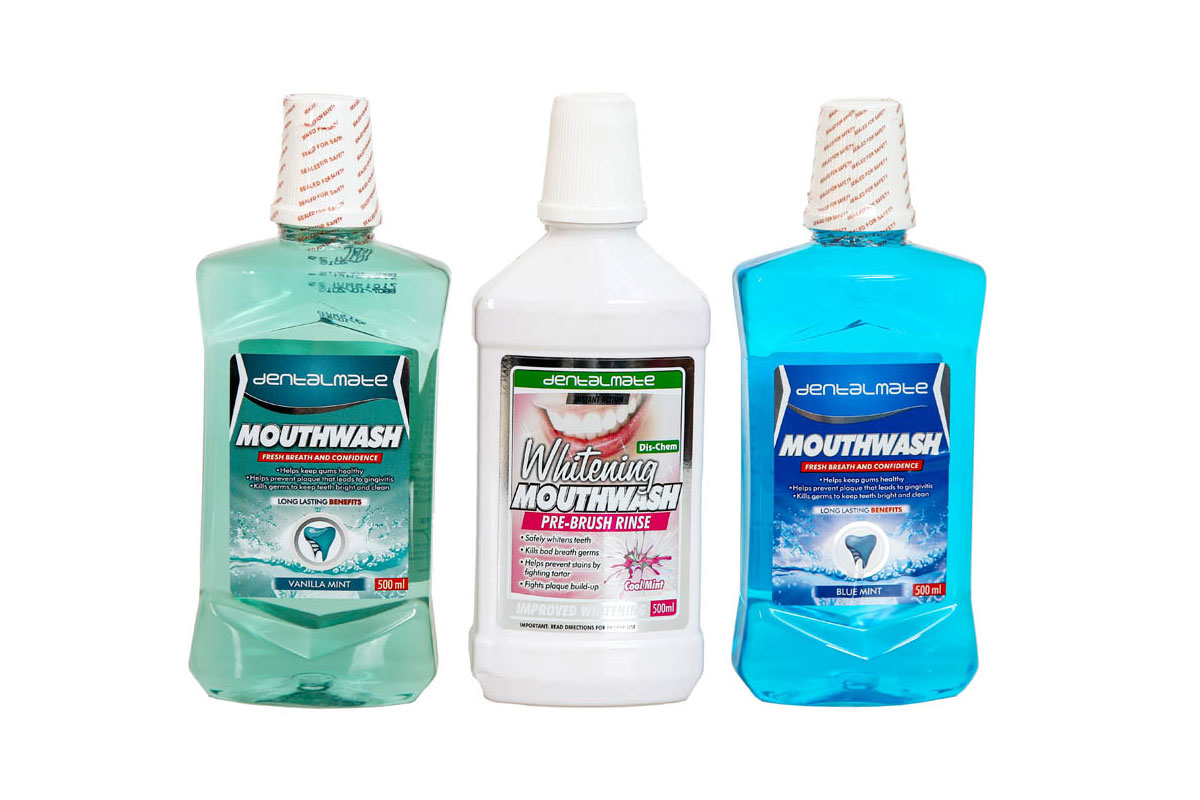 SEALED FOR SAFETY
dentalmate
MOUTHWASH
FRESH BREATH AND CONFIDENCE
• Helps keep gums healthy
• Helps prevent plaque that leads to gingivitis
• Kills germs to keep teeth bright and clean
LONG LASTING BENEFITS
VANILLA MINT
500 ml
dentalmate
Dis-Chem
Whitening
MOUTHWASH
PRE-BRUSH RINSE
• Safely whitens teeth
• Kills bad breath germs
• Helps prevent stains by
fighting tartar
• Fights plaque build-up
Cool Mint
IMPROVED WHITENING
500ml
IMPORTANT: READ DIRECTIONS FOR PROPER USE
SEALED FOR SAFETY
dentalmate
MOUTHWASH
FRESH BREATH AND CONFIDENCE
• Helps keep gums healthy
• Helps prevent plaque that leads to gingivitis
• Kills germs to keep teeth bright and clean
LONG LASTING BENEFITS
BLUE MINT
500 ml